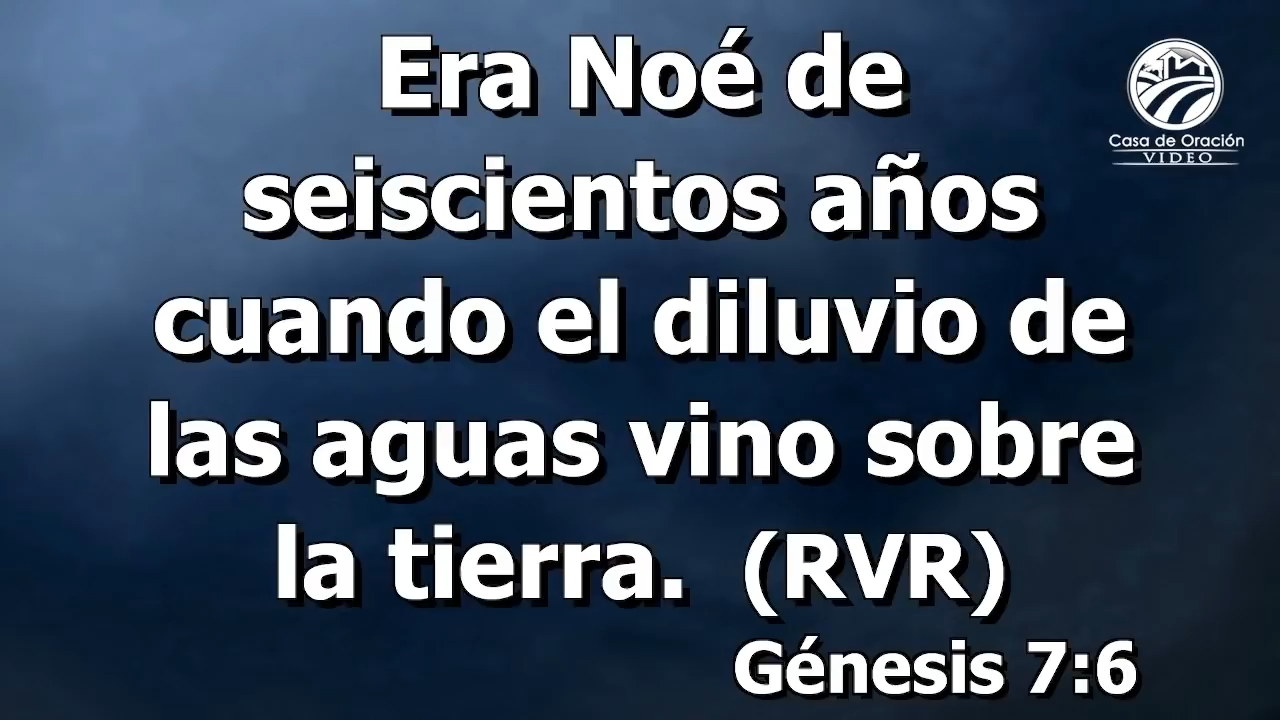 Era Noé de
seiscientos años
cuando el diluvio de
las aguas vino sobre
la tierra. (RVR)
Génesis 7:6
Casa de Oración
VIDEO